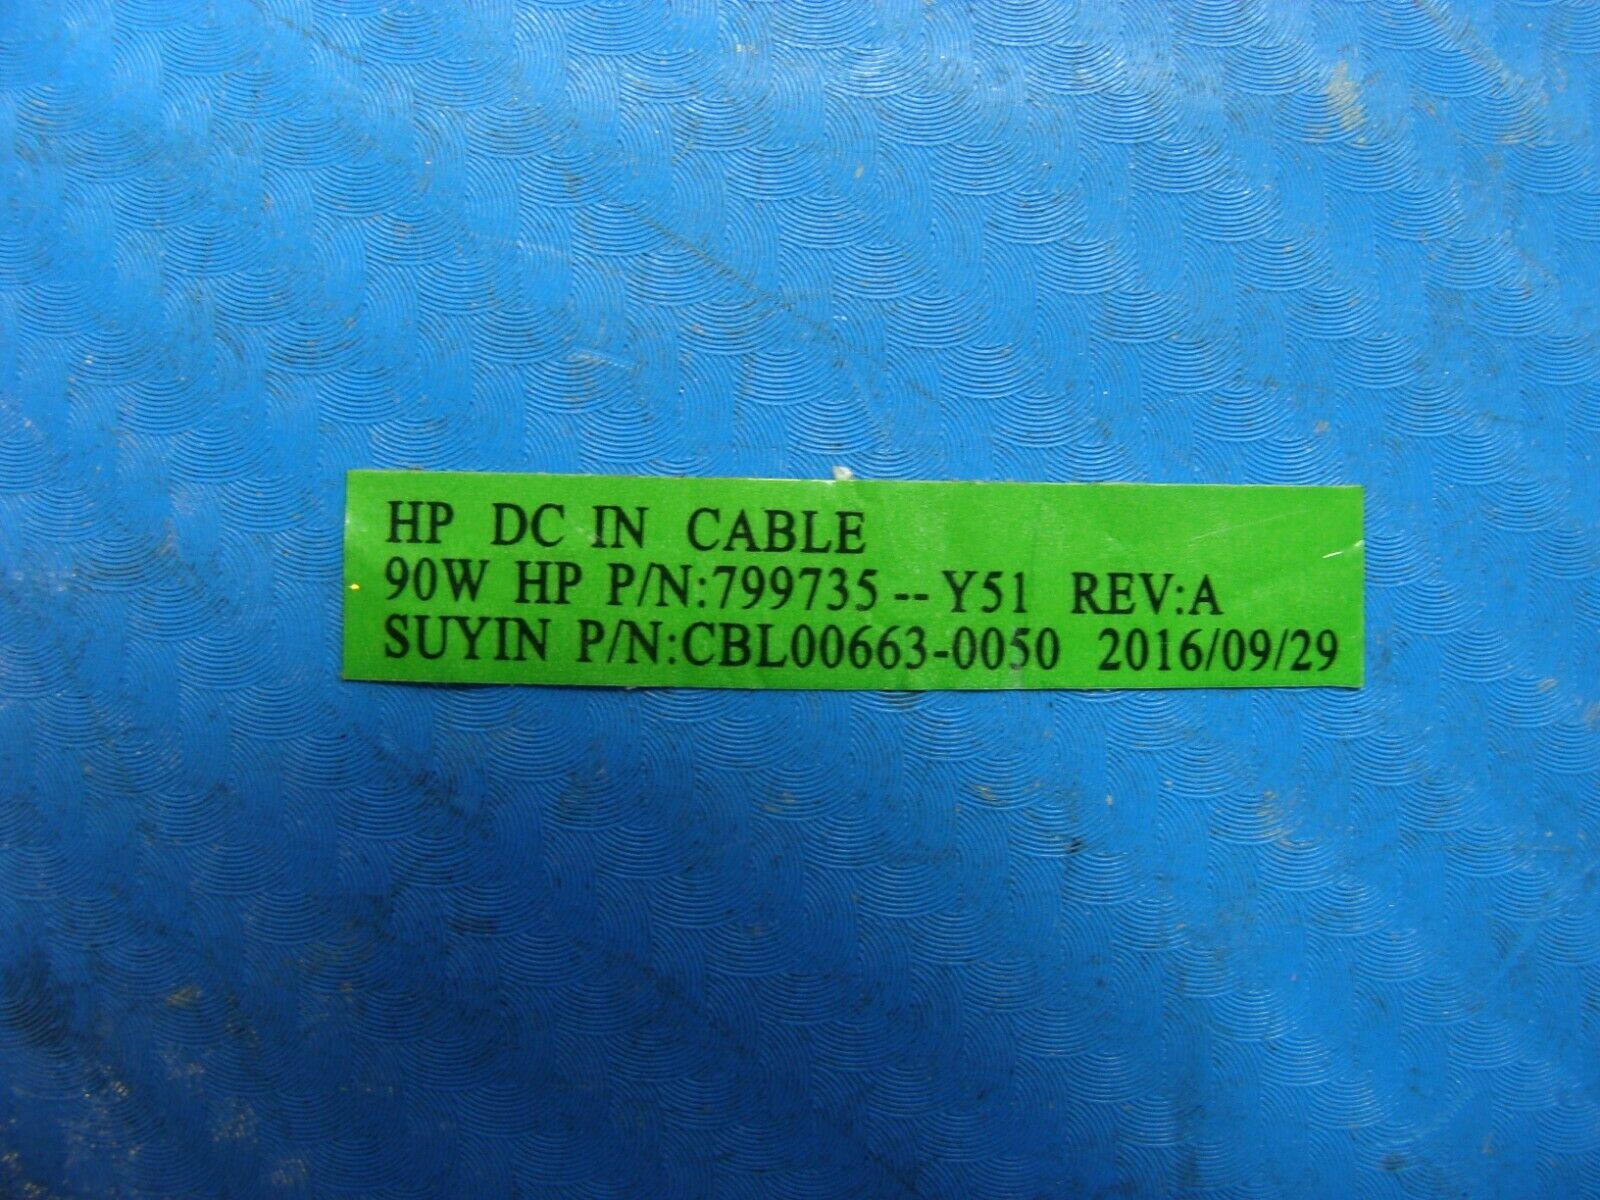 HP DC IN CABLE
90W HP P/N:799735--Y51 REV:A
SUYIN P/N:CBL00663-0050 2016/09/29